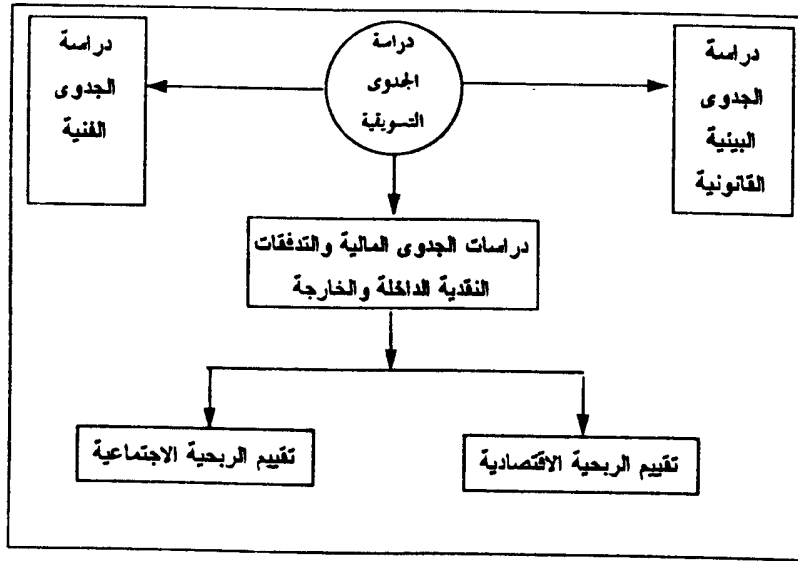 دراسة
الجدوى
البيئية
القانونية
دراسة
الجدوى
التسويقية
دراسة
الجدوى
الفنية
دراسات الجدوى المالية والتدفقات
النقدية الداخلة والخارجة
تقييم الربحية الاقتصادية
تقييم الربحية الاجتماعية